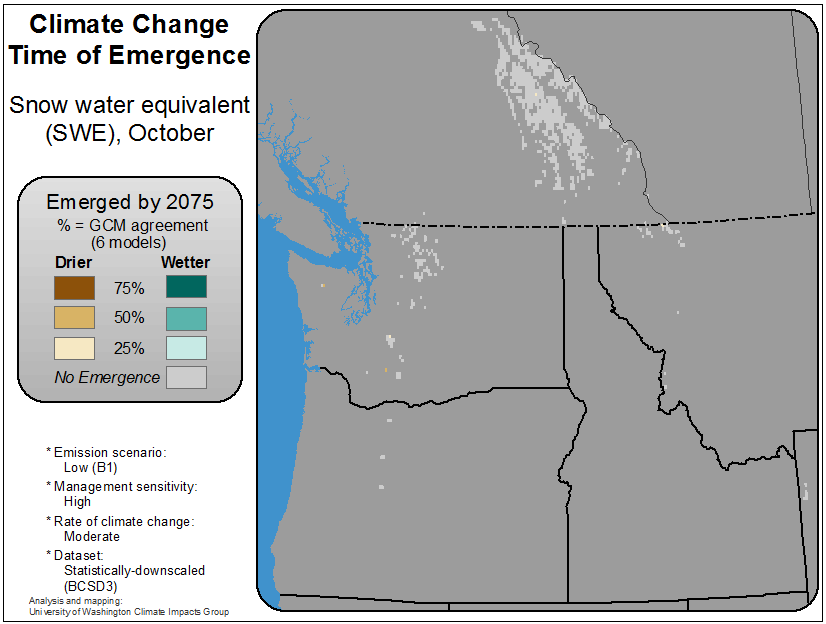 Climate Change
Time of Emergence
Snow water equivalent
(SWE), October
Emerged by 2075
% = GCM agreement
(6 models)
Drier Wetter
75%
50%
25%
No Emergence
* Emission scenario:
Low (B1)
* Management sensitivity:
High
* Rate of climate change:
Moderate
* Dataset:
Statistically-downscaled
(BCSD3)
Analysis and mapping:
University of Washington Climate Impacts Group